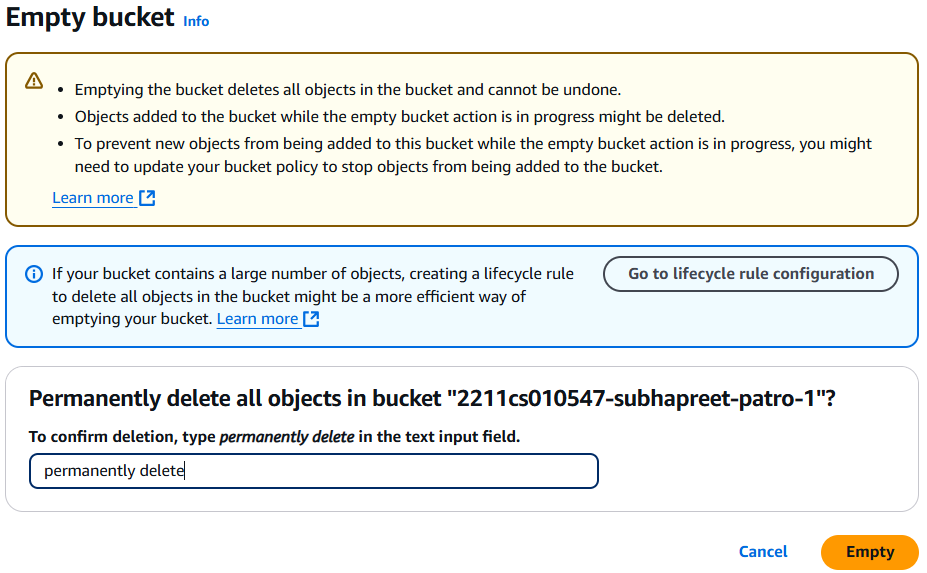 Empty bucket Info
• Emptying the bucket deletes all objects in the bucket and cannot be undone.
• Objects added to the bucket while the empty bucket action is in progress might be deleted.
• To prevent new objects from being added to this bucket while the empty bucket action is in progress, you might
need to update your bucket policy to stop objects from being added to the bucket.
Learn more
If your bucket contains a large number of objects, creating a lifecycle rule
to delete all objects in the bucket might be a more efficient way of
emptying your bucket. Learn more
Go to lifecycle rule configuration
Permanently delete all objects in bucket "2211cs010547-subhapreet-patro-1"?
To confirm deletion, type permanently delete in the text input field.
permanently delete
Cancel
Empty